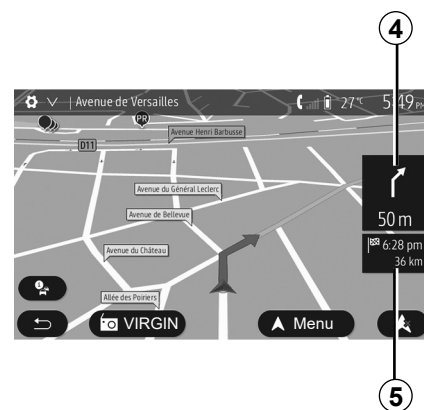 4
Avenue de Versailles
27°C
5:49 PM
PR
Avenue Henri Barbusse
D11
Avenue du Général Leclerc
50 m
Avenue de Bellevue
6:28 pm
Avenue du Château
36 km
Allée des Poiriers
VIRGIN
Menu
5